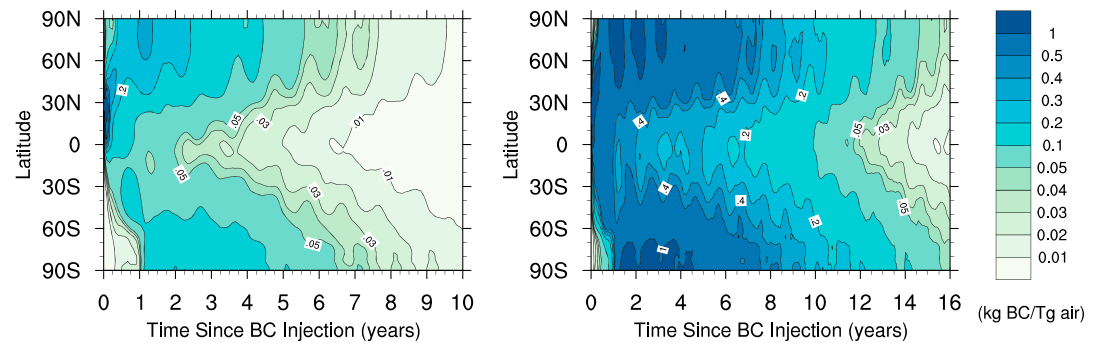 90N
60N
30N
0
30S
60S
90S
Latitude
0 1 2 3 4 5 6 7 8 9 10
Time Since BC Injection (years)
.2
.05
.03
.01
.05
.03
.01
.05
.03
90N
60N
30N
0
30S
60S
90S
Latitude
0 2 4 6 8 10 12 14 16
Time Since BC Injection (years)
.4
.2
.4
.2
.05
.03
.4
.4
.2
.05
1
1
0.5
0.4
0.3
0.2
0.1
0.05
0.04
0.03
0.02
0.01
(kg BC/Tg air)